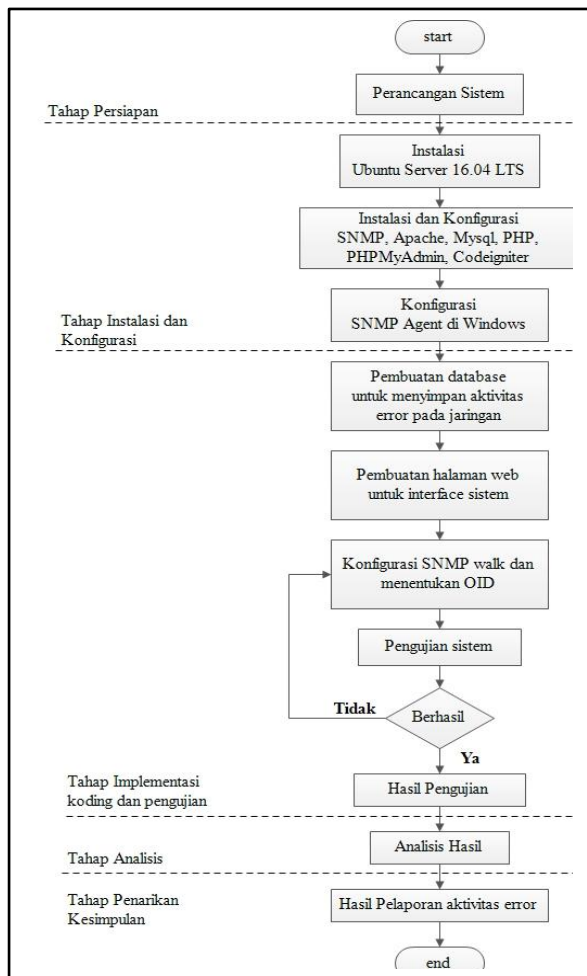 start
Perancangan Sistem
Tahap Persiapan
Instalasi
Ubuntu Server 16.04 LTS
Instalasi dan Konfigurasi
SNMP, Apache, Mysql, PHP,
PHPMyAdmin, Codeigniter
Konfigurasi
SNMP Agent di Windows
Tahap Instalasi dan
Konfigurasi
Pembuatan database
untuk menyimpan aktivitas
error pada jaringan
Pembuatan halaman web
untuk interface sistem
Konfigurasi SNMP walk dan
menentukan OID
Pengujian sistem
Tidak
Berhasil
Ya
Tahap Implementasi
koding dan pengujian
Hasil Pengujian
Analisis Hasil
Tahap Analisis
Tahap Penarikan
Kesimpulan
Hasil Pelaporan aktivitas error
end